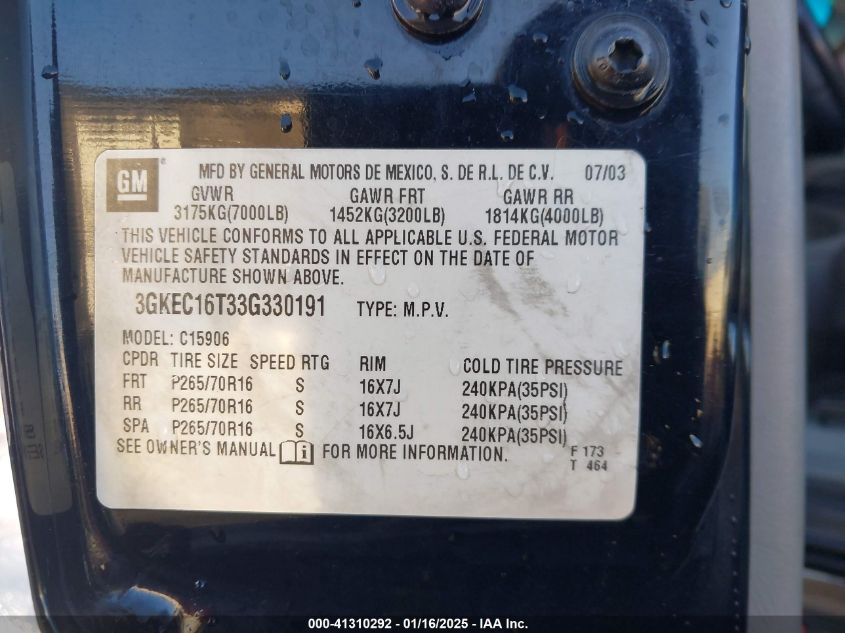 GM
MFD BY GENERAL MOTORS DE MEXICO, S. DE R.L. DE C.V. 07/03
GVWR GAWR FRT GAWR RR
3175KG(7000LB) 1452KG(3200LB) 1814KG(4000LB)
THIS VEHICLE CONFORMS TO ALL APPLICABLE U.S. FEDERAL MOTOR
VEHICLE SAFETY STANDARDS IN EFFECT ON THE DATE OF
MANUFACTURE SHOWN ABOVE.
3GKEC16T33G330191 TYPE: M.P.V.
MODEL: C15906
CPDR TIRE SIZE SPEED RTG RIM COLD TIRE PRESSURE
FRT P265/70R16 S 16X7J 240KPA(35PSI)
RR P265/70R16 S 16X7J 240KPA(35PSI)
SPA P265/70R16 S 16X6.5J 240KPA(35PSI)
SEE OWNER'S MANUAL i FOR MORE INFORMATION.
F 173
T 464
000-41310292 - 01/16/2025 - IAA Inc.